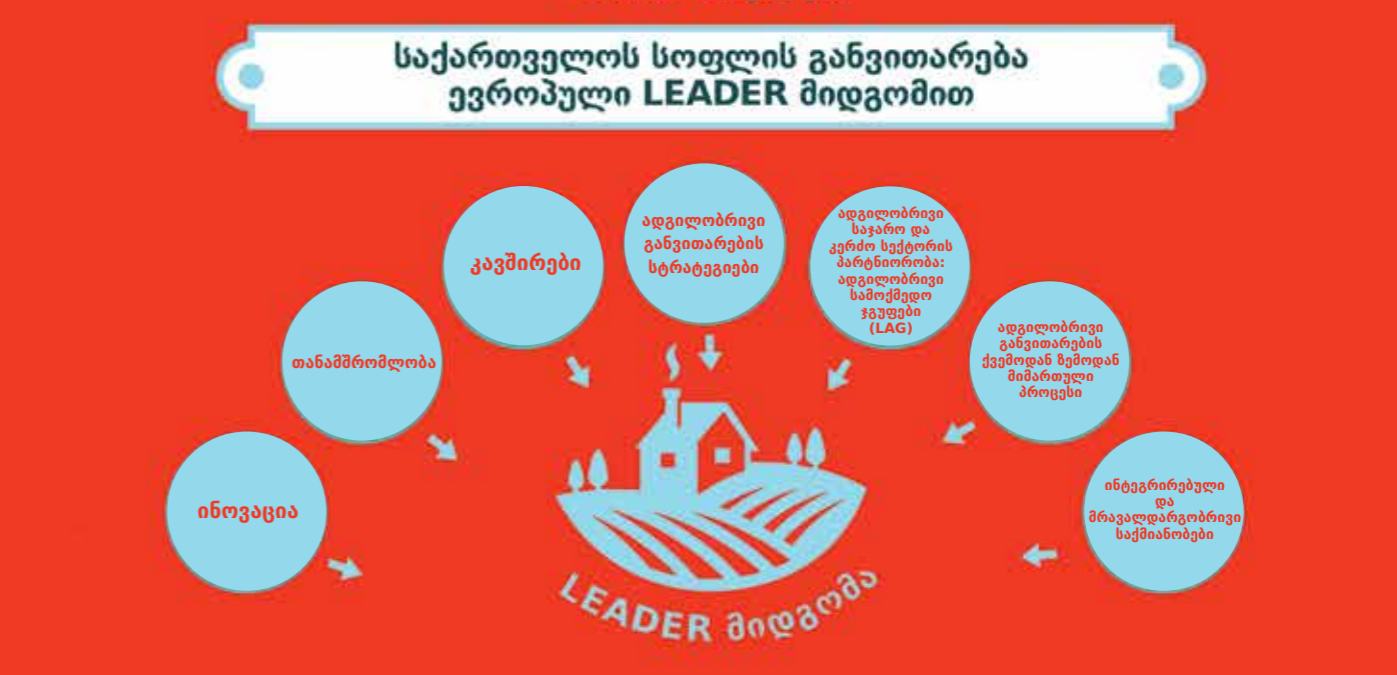 საქართველოს სოფლის განვითარება
ევროპული LEADER მიდგომით
ინოვაცია
თანამშრომლობა
კავშირები
ადგილობრივი
განვითარების
სტრატეგიები
ადგილობრივი
საჯარო და
კერძო სექტორის
პარტნიორობა:
ადგილობრივი
სამოქმედო
ჯგუფები
(LAG)
ადგილობრივი
განვითარების
ქვემოდან ზემოდან
მიმართული
პროცესი
ინტეგრირებული
და
მრავალდარგობრივი
საქმიანობები
LEADER მიდგომა